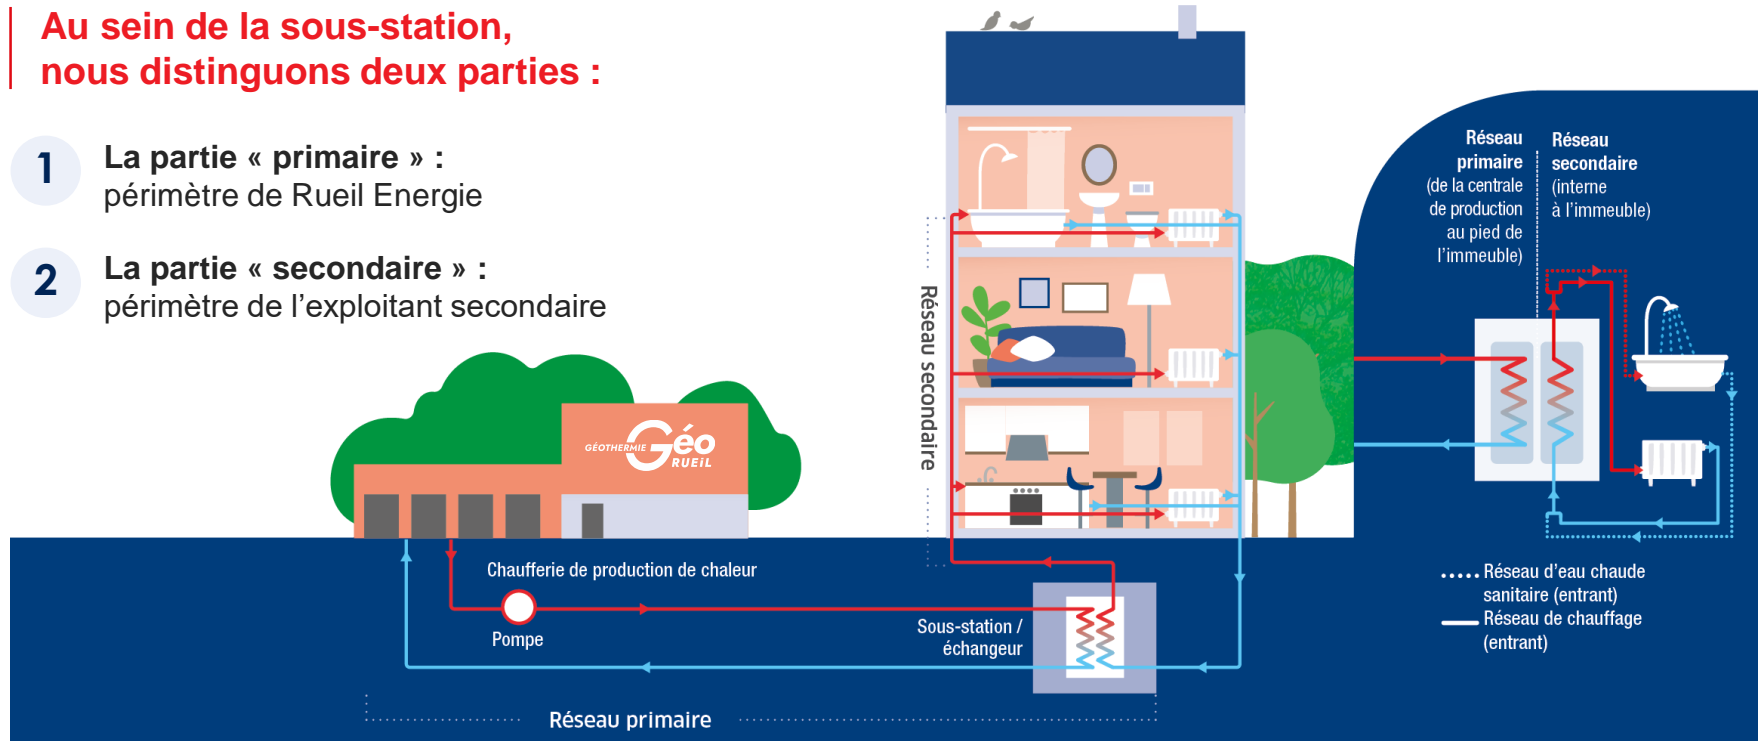 Au sein de la sous-station,
nous distinguons deux parties :
1
La partie « primaire » :
périmètre de Rueil Energie
2
La partie « secondaire » :
périmètre de l’exploitant secondaire
GÉOTHERMIE Géo
RUEiL
Chaufferie de production de chaleur
Pompe
Sous-station /
échangeur
Réseau primaire
Réseau secondaire
Réseau
primaire
(de la centrale
de production
au pied de
l’immeuble)
Réseau
secondaire
(interne
à l’immeuble)
Réseau d’eau chaude
sanitaire (entrant)
Réseau de chauffage
(entrant)